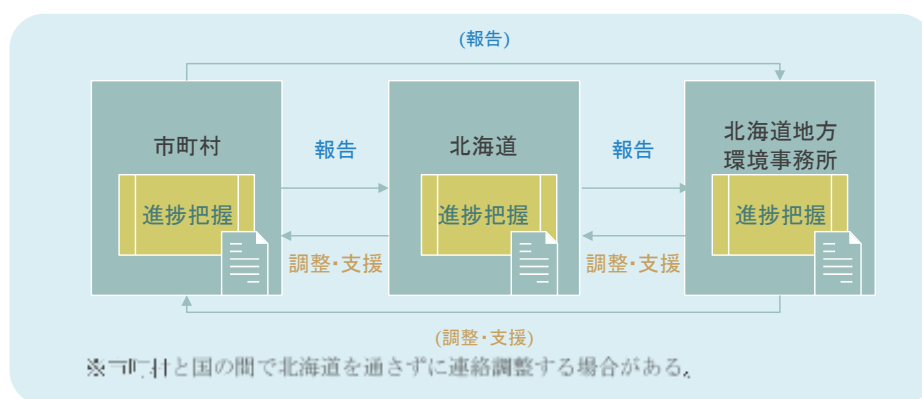 (報告)
市町村
報告
北海道
報告
北海道地方
環境事務所
進捗把握
進捗把握
進捗把握
調整・支援
調整・支援
(調整・支援)
と国の間で北海道を通さずに連絡調整する場合がある。